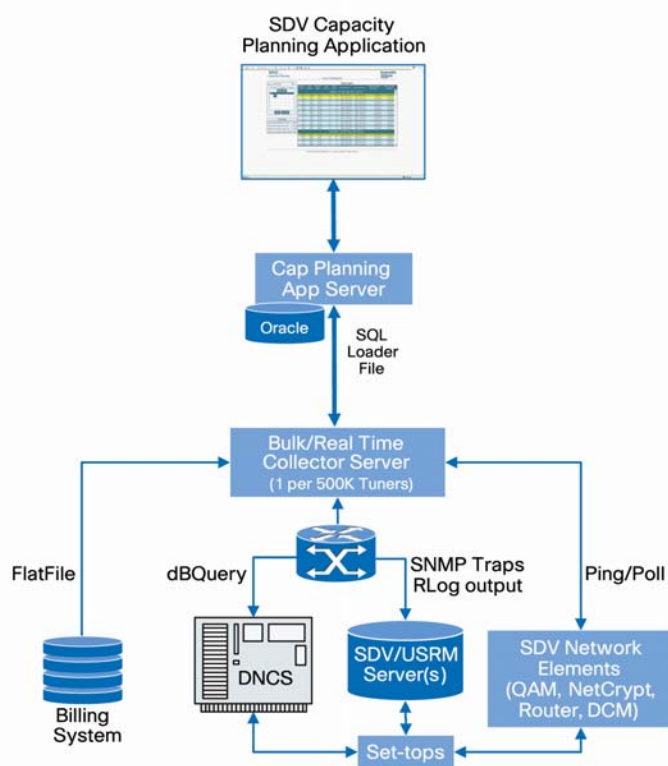 SDV Capacity
Planning Application
Cap Planning
App Server
Oracle
SQL
Loader
File
Bulk/Real Time
Collector Server
(1 per 500K Tuners)
FlatFile
dBQuery
SNMP Traps
RLog output
Ping/Poll
DNCS
SDV/USRM
Server(s)
SDV Network
Elements
(QAM, NetCrypt,
Router, DCM)
Billing
System
Set-tops